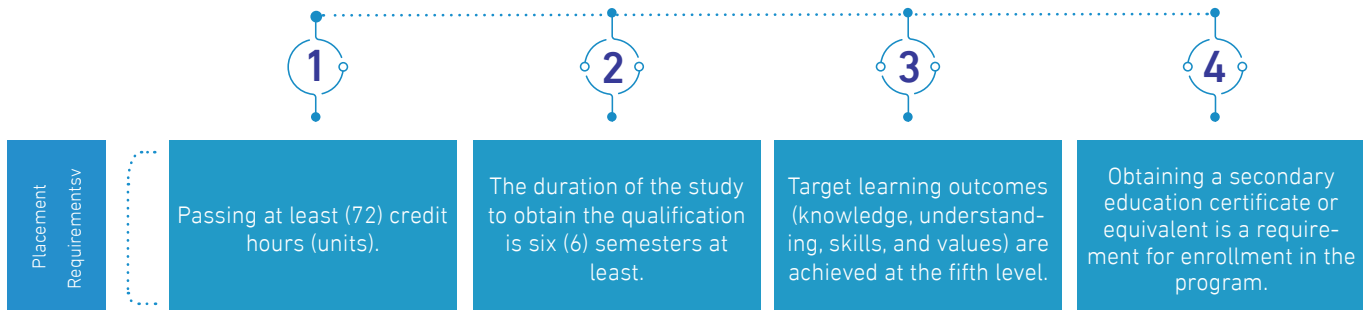 1
2
3
4
Placement
Requirementsv
Passing at least (72) credit
hours (units).
The duration of the study
to obtain the qualification
is six (6) semesters at
least.
Target learning outcomes
(knowledge, understand-
ing, skills, and values) are
achieved at the fifth level.
Obtaining a secondary
education certificate or
equivalent is a require-
ment for enrollment in the
program.